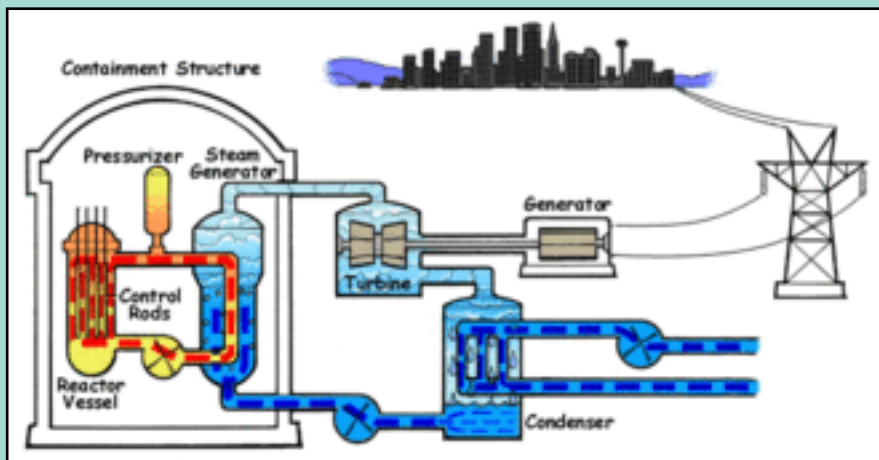 Containment Structure
Pressurizer
Steam
Generator
Generator
Turbine
Control
Rods
Reactor
Vessel
Condenser